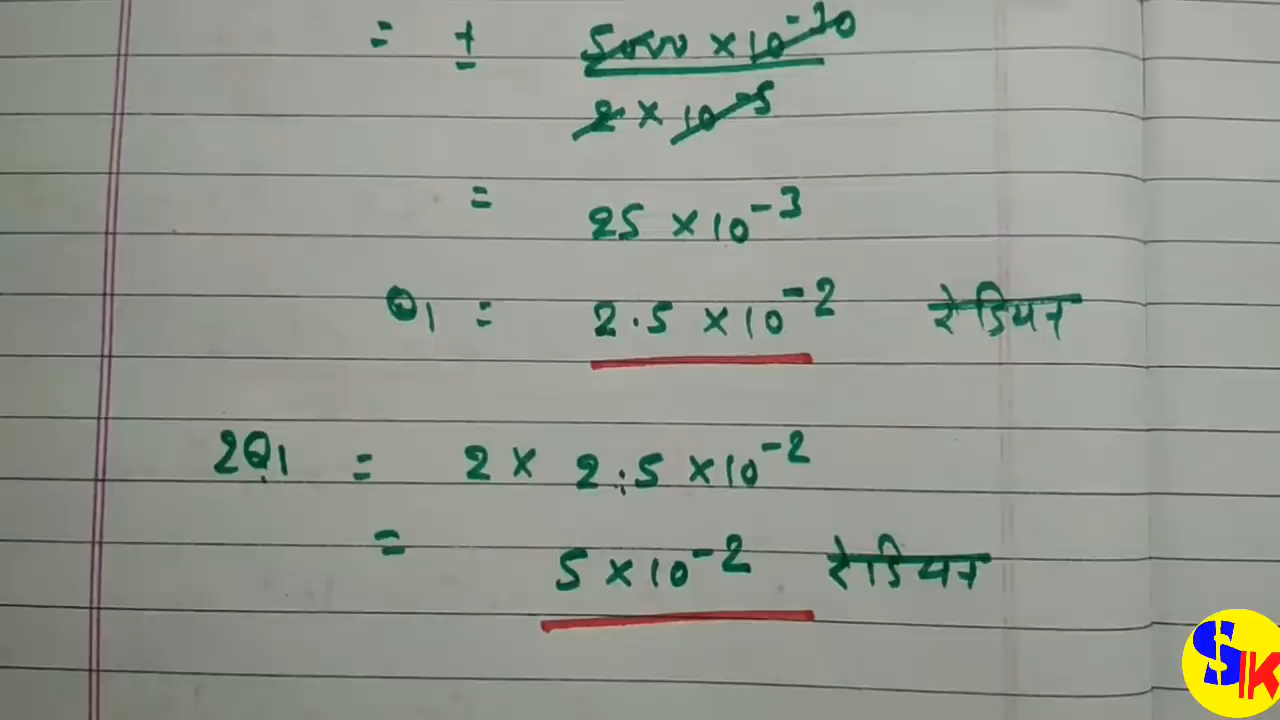 = ± 5000 × 10⁻¹⁰
2 × 10⁻⁵
= 25 × 10⁻³
θ₁ = 2.5 × 10⁻² रेडियन
2θ₁ = 2 × 2.5 × 10⁻²
= 5 × 10⁻² रेडियन
SK